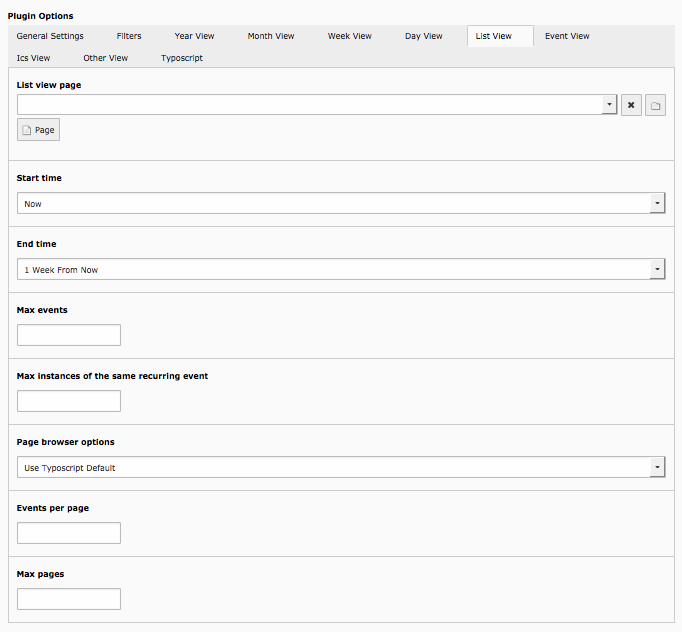 Plugin Options
General Settings Filters Year View Month View Week View Day View List View Event View
Ics View Other View Typoscript
List view page
Page
Start time
Now
End time
1 Week From Now
Max events
Max instances of the same recurring event
Page browser options
Use Typoscript Default
Events per page
Max pages